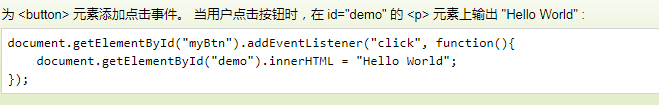 为 <button> 元素添加点击事件。 当用户点击按钮时，在 id="demo" 的 <p> 元素上输出 "Hello World" :
document.getElementById("myBtn").addEventListener("click", function(){
    document.getElementById("demo").innerHTML = "Hello World";
});